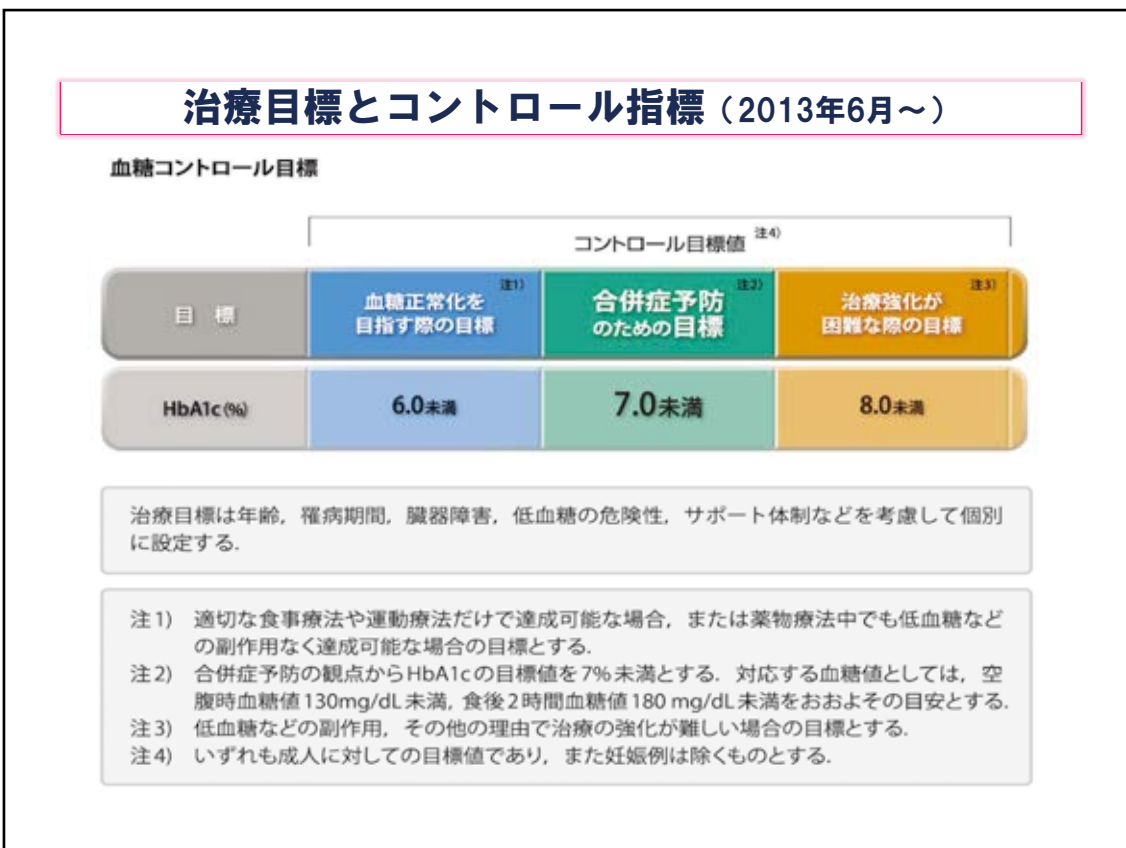 治療目標とコントロール指標（2013年6月～）
血糖コントロール目標
コントロール目標値 注4)
目 標
血糖正常化を 注1)
目指す際の目標
合併症予防 注2)
のための目標
治療強化が 注3)
困難な際の目標
HbA1c(%)
6.0未満
7.0未満
8.0未満
治療目標は年齢，罹病期間，臓器障害，低血糖の危険性，サポート体制などを考慮して個別
に設定する．
注1) 適切な食事療法や運動療法だけで達成可能な場合，または薬物療法中でも低血糖など
の副作用なく達成可能な場合の目標とする．
注2) 合併症予防の観点からHbA1cの目標値を7%未満とする．対応する血糖値としては，空
腹時血糖値130mg/dL未満，食後2時間血糖値180 mg/dL未満をおおよその目安とする．
注3) 低血糖などの副作用，その他の理由で治療の強化が難しい場合の目標とする．
注4) いずれも成人に対しての目標値であり，また妊娠例は除くものとする．